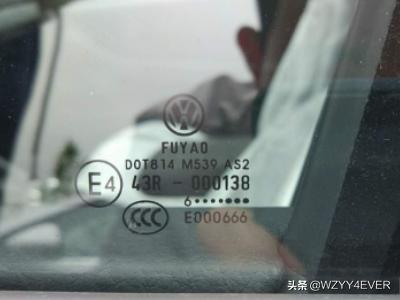 FUYAO
DOT814 M539 AS2
E4
43R - 000138
6•••••••
CCC
E000666
头条 @WZYY4EVER